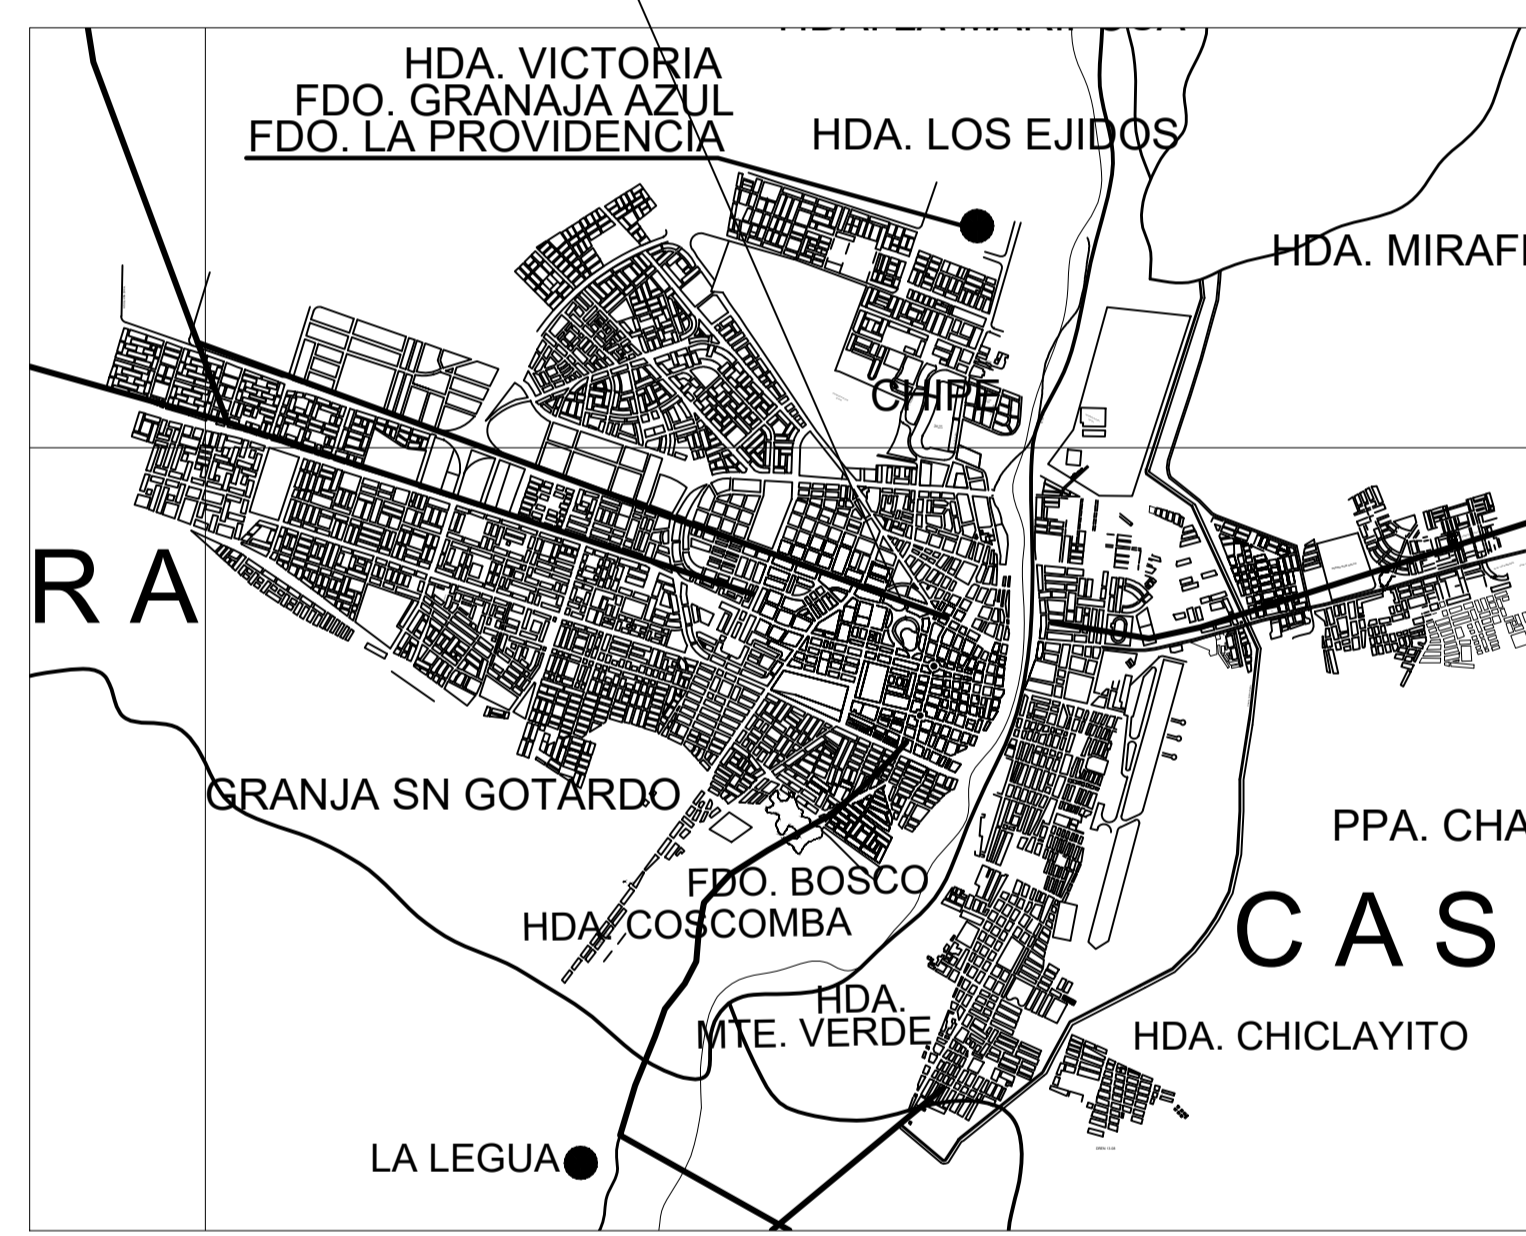 HDA. VICTORIA
FDO. GRANAJA AZUL
FDO. LA PROVIDENCIA
HDA. LOS EJIDOS
HDA. MIRAFI
CHIPE
R A
GRANJA SN GOTARDO
PPA. CHA
FDO. BOSCO
HDA. COSCOMBA
C A S
HDA.
MTE. VERDE
HDA. CHICLAYITO
LA LEGUA